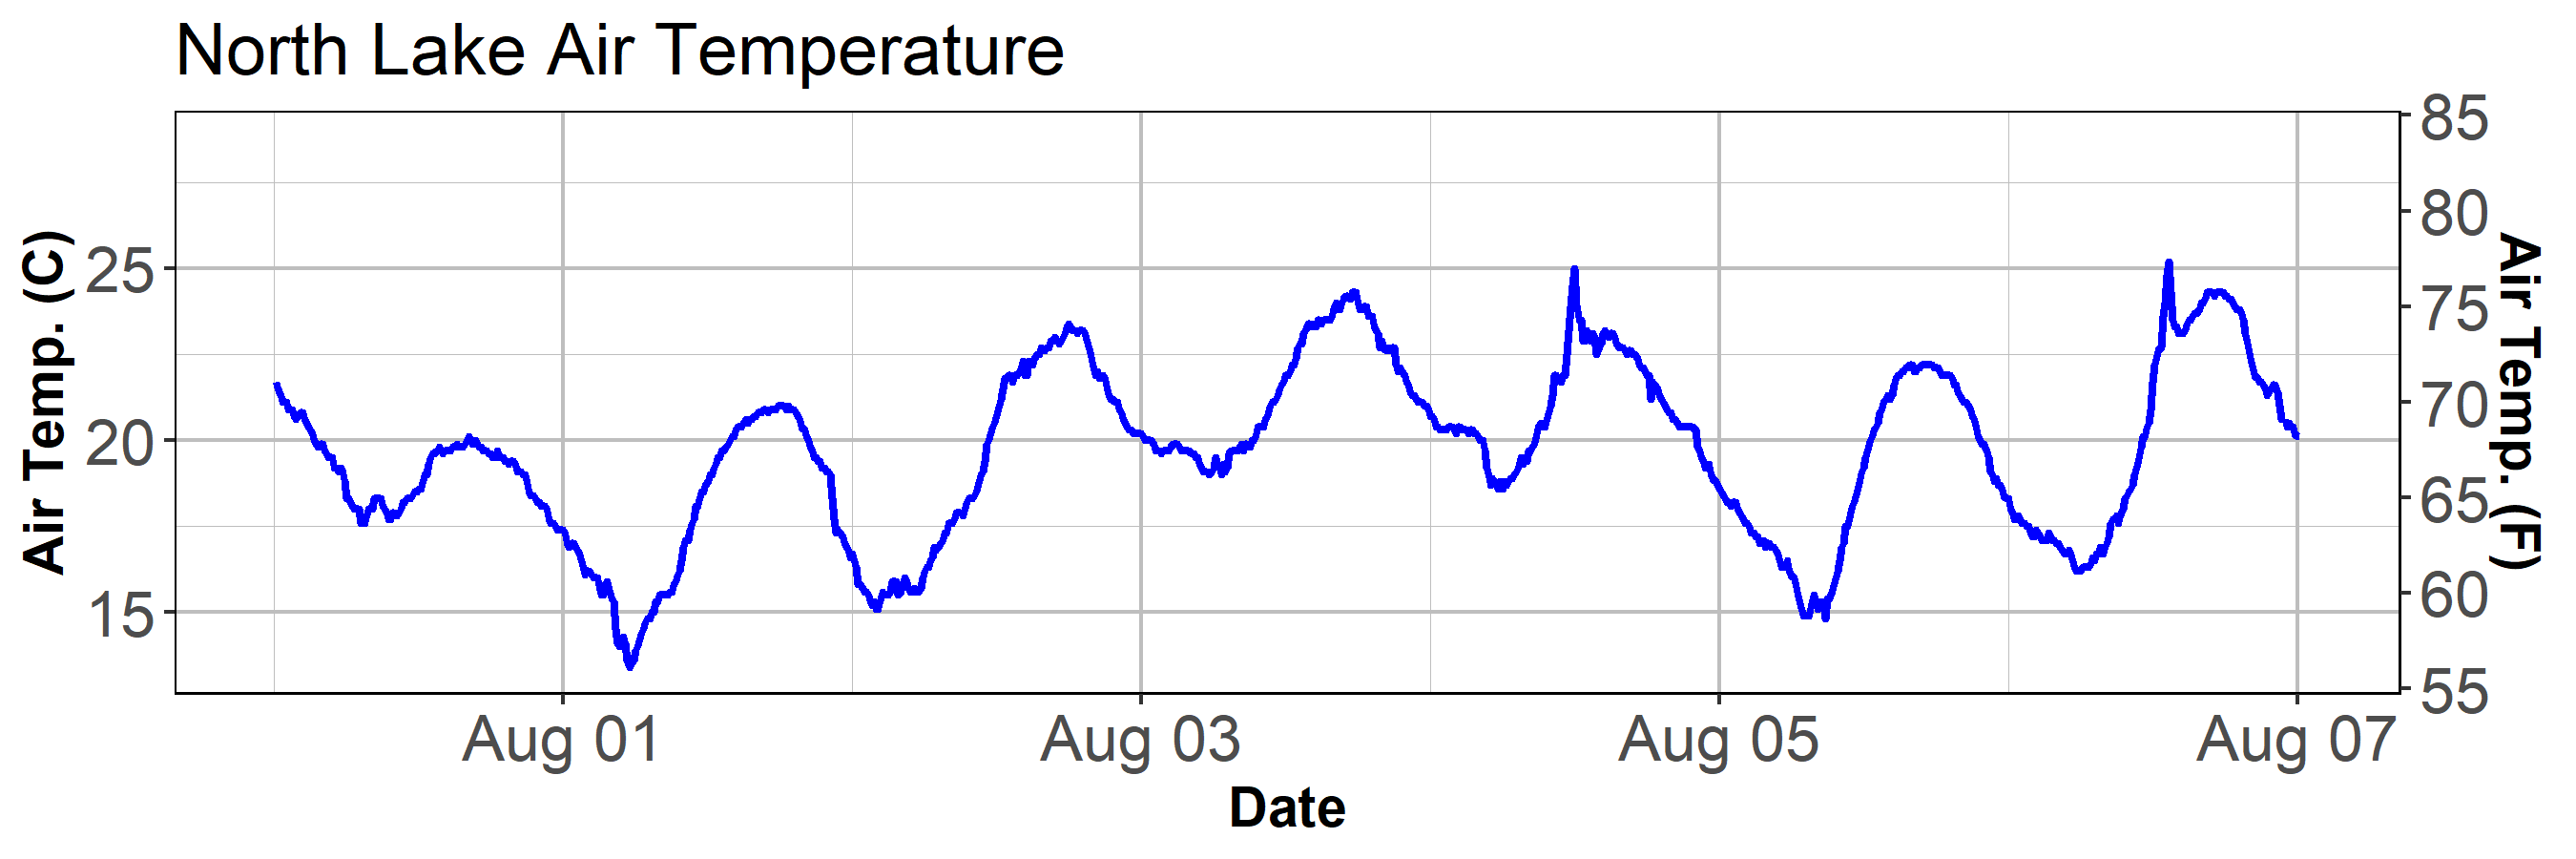 North Lake Air Temperature
Air Temp. (C)
25
20
15
85
80
75
70
65
60
55
Air Temp. (F)
Aug 01 Aug 03 Aug 05 Aug 07
Date